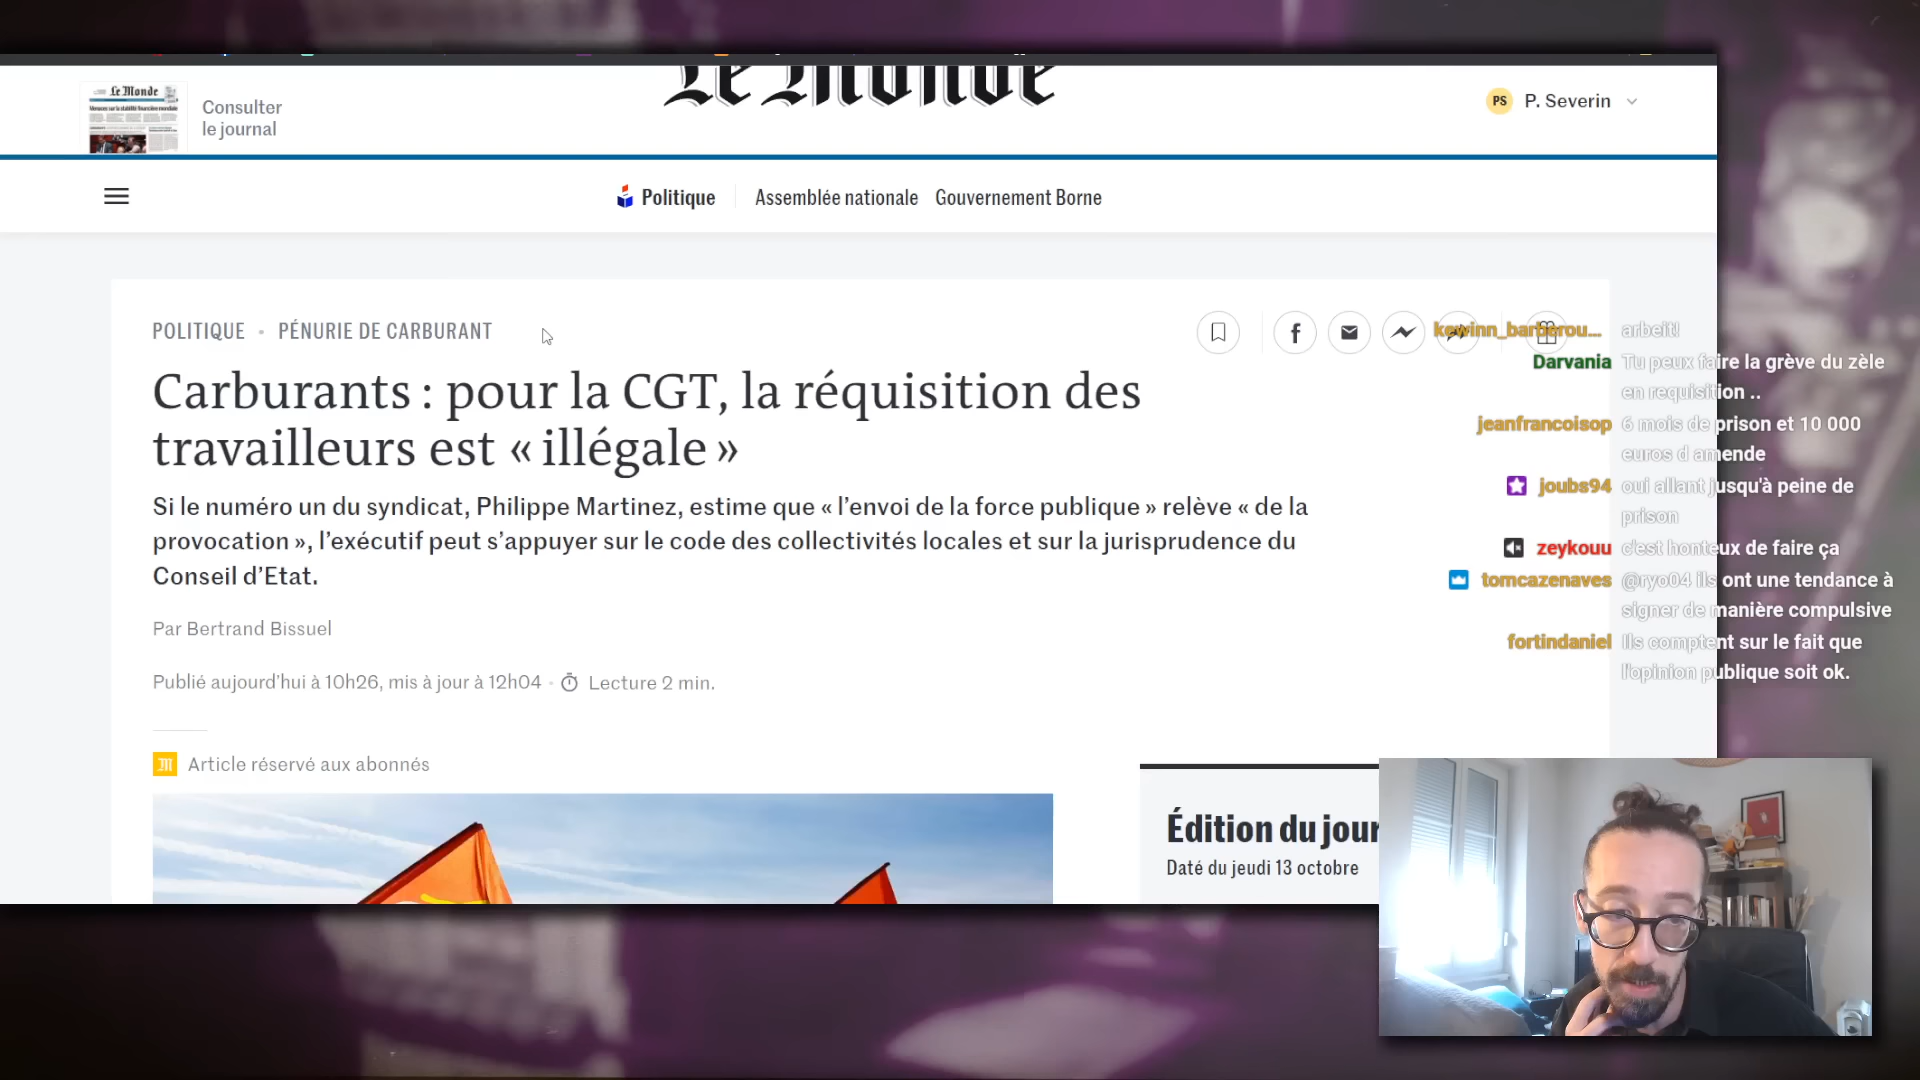 Le Monde
Le Monde
Consulter
le journal
PS P. Severin
Politique
Assemblée nationale
Gouvernement Borne
POLITIQUE • PÉNURIE DE CARBURANT
Carburants : pour la CGT, la réquisition des
travailleurs est « illégale »
Si le numéro un du syndicat, Philippe Martinez, estime que « l’envoi de la force publique » relève « de la
provocation », l’exécutif peut s’appuyer sur le code des collectivités locales et sur la jurisprudence du
Conseil d’Etat.
Par Bertrand Bissuel
Publié aujourd’hui à 10h26, mis à jour à 12h04 • Lecture 2 min.
Article réservé aux abonnés
Édition du jour
Daté du jeudi 13 octobre
kewinn_barberou... arbeit!
Darvania Tu peux faire la grève du zèle
en requisition ..
jeanfrancoisop 6 mois de prison et 10 000
euros d amende
joubs94 oui allant jusqu'à peine de
prison
zeykouu c'est honteux de faire ça
tomcazenaves @ryo04 ils ont une tendance à
signer de manière compulsive
fortindaniel Ils comptent sur le fait que
l'opinion publique soit ok.